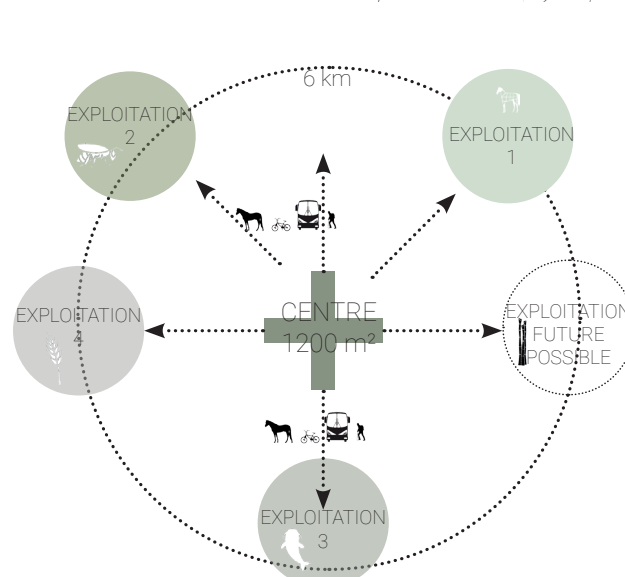 6 km
EXPLOITATION
2
EXPLOITATION
1
CENTRE
1200 m²
EXPLOITATION
4
EXPLOITATION
FUTURE
POSSIBLE
EXPLOITATION
3